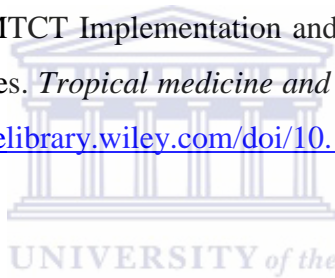 MTCT Implementation and
es. Tropical medicine and
elibrary.wiley.com/doi/10.
UNIVERSITY of the